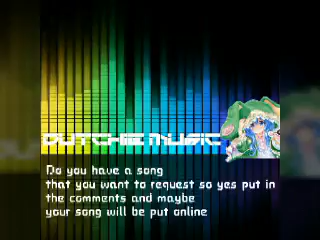 DUTCHIE MUSIC
Do you have a song
that you want to request so yes put in
the comments and maybe
your song will be put online